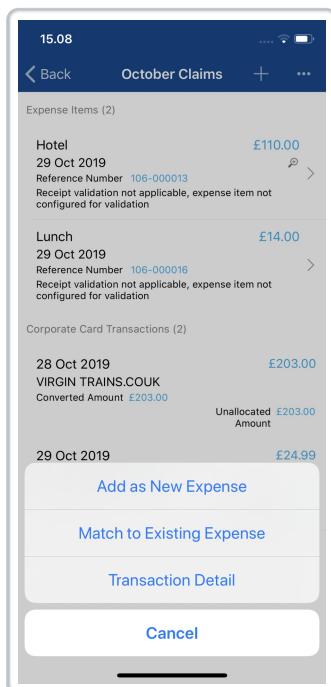 15.08
Back October Claims
Expense Items (2)
Hotel £110.00
29 Oct 2019
Reference Number 106-000013
Receipt validation not applicable, expense item not
configured for validation
Lunch £14.00
29 Oct 2019
Reference Number 106-000016
Receipt validation not applicable, expense item not
configured for validation
Corporate Card Transactions (2)
28 Oct 2019 £203.00
VIRGIN TRAINS.COUK
Converted Amount £203.00
Unallocated £203.00
Amount
29 Oct 2019 £24.99
Add as New Expense
Match to Existing Expense
Transaction Detail
Cancel